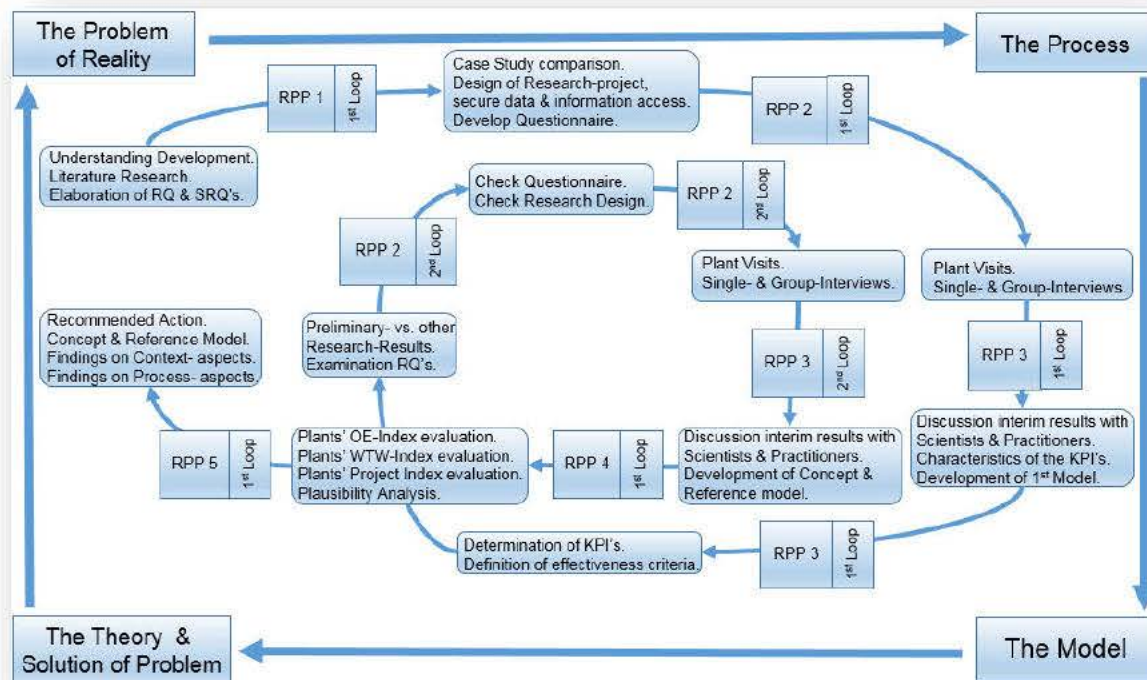 The Problem
of Reality
The Process
RPP 1
1st Loop
Case Study comparison.
Design of Research-project,
secure data & information access.
Develop Questionnaire.
RPP 2
1st Loop
Understanding Development.
Literature Research.
Elaboration of RQ & SRQ's.
Check Questionnaire.
Check Research Design.
RPP 2
2nd Loop
RPP 2
2nd Loop
Plant Visits.
Single- & Group-Interviews.
Plant Visits.
Single- & Group-Interviews
Recommended Action.
Concept & Reference Model.
Findings on Context- aspects.
Findings on Process- aspects.
Preliminary- vs. other
Research-Results.
Examination RQ's.
RPP 3
2nd Loop
RPP 3
1st Loop
RPP 5
1st Loop
Plants' OE-Index evaluation.
Plants' WTW-Index evaluation.
Plants' Project Index evaluation.
Plausibility Analysis.
RPP 4
1st Loop
Discussion interim results with
Scientists & Practitioners.
Development of Concept &
Reference model.
Discussion interim results with
Scientists & Practitioners.
Characteristics of the KPI's.
Development of 1st Model.
Determination of KPI's.
Definition of effectiveness criteria.
RPP 3
1st Loop
The Theory &
Solution of Problem
The Model